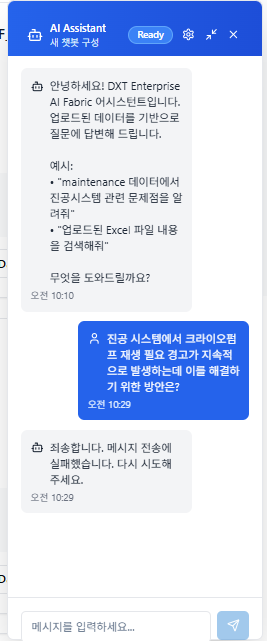 AI Assistant
새 챗봇 구성
Ready
안녕하세요! DXT Enterprise
AI Fabric 어시스턴트입니다.
업로드된 데이터를 기반으로
질문에 답변해 드립니다.
예시:
• "maintenance 데이터에서
진공시스템 관련 문제점을 알
려줘"
• "업로드된 Excel 파일 내용
을 검색해줘"
무엇을 도와드릴까요?
오전 10:10
진공 시스템에서 크라이오펌
프 재생 필요 경고가 지속적
으로 발생하는데 이를 해결하
기 위한 방안은?
오전 10:29
죄송합니다. 메시지 전송에
실패했습니다. 다시 시도해
주세요.
오전 10:29
메시지를 입력하세요...